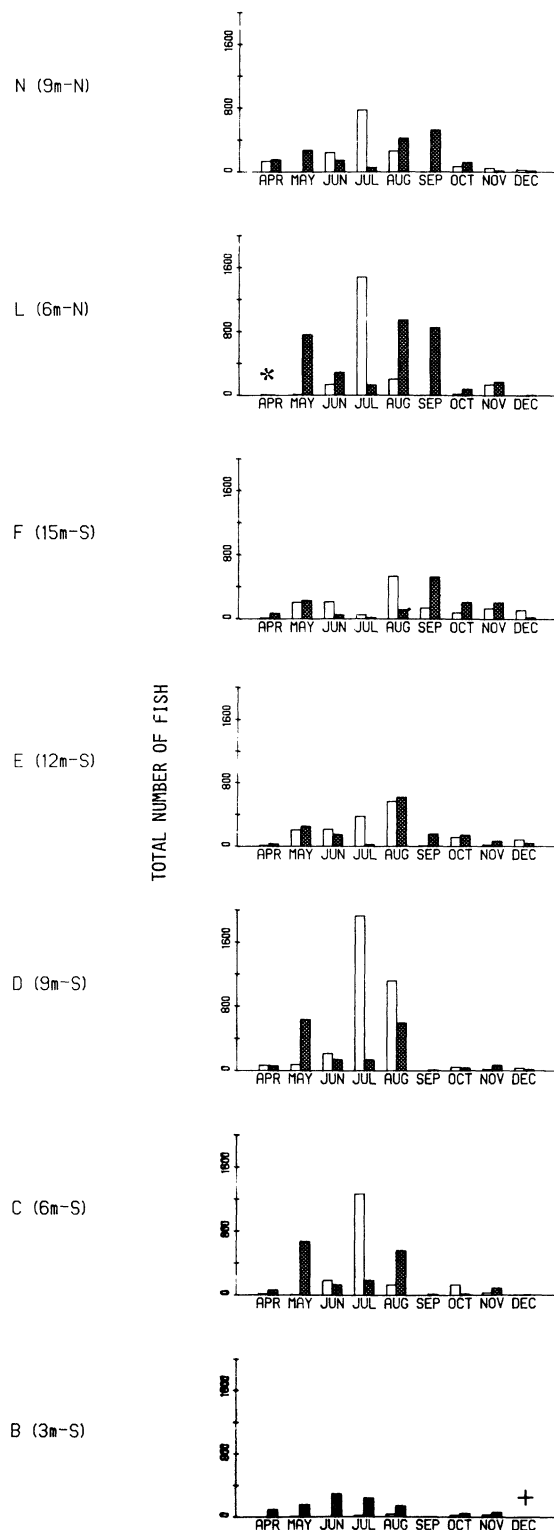 N (9m-N)
1600
800
0
APR MAY JUN JUL AUG SEP OCT NOV DEC
L (6m-N)
1600
800
0
*
APR MAY JUN JUL AUG SEP OCT NOV DEC
F (15m-S)
1600
800
0
APR MAY JUN JUL AUG SEP OCT NOV DEC
TOTAL NUMBER OF FISH
E (12m-S)
1600
800
0
APR MAY JUN JUL AUG SEP OCT NOV DEC
D (9m-S)
1600
800
0
APR MAY JUN JUL AUG SEP OCT NOV DEC
C (6m-S)
1600
800
0
APR MAY JUN JUL AUG SEP OCT NOV DEC
B (3m-S)
1600
800
0
+
APR MAY JUN JUL AUG SEP OCT NOV DEC